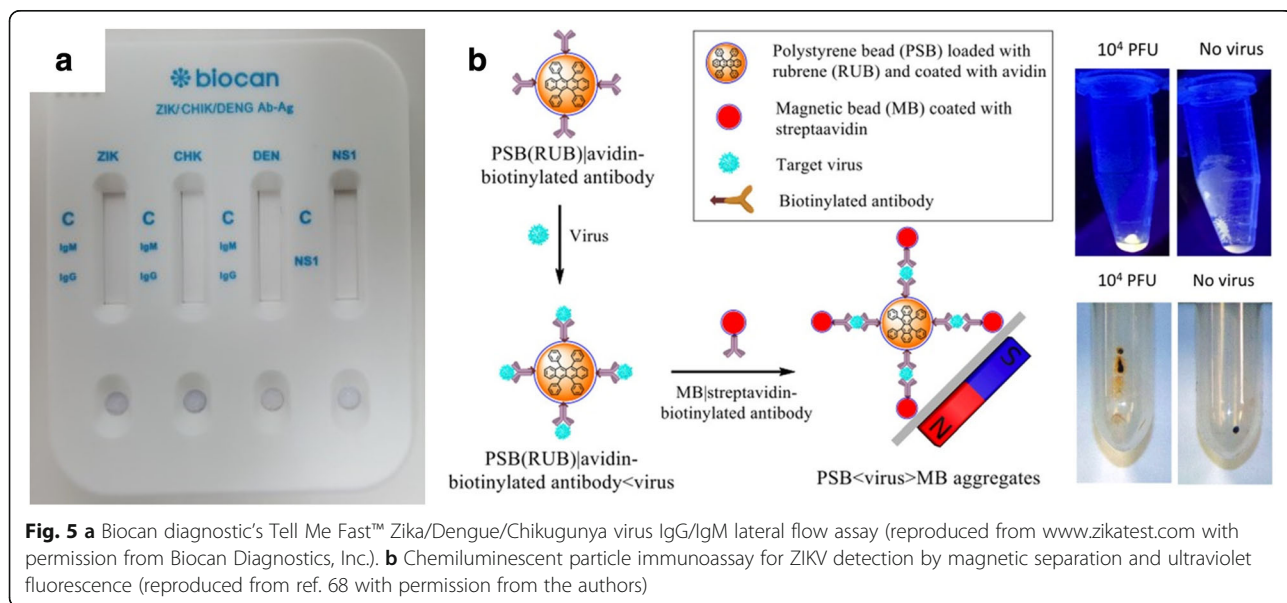 a
biocan
ZIK/CHIK/DENG Ab-Ag
ZIK CHK DEN NS1
C C C C
IgM IgM IgM
NS1
IgG IgG IgG
b
PSB(RUB)|avidin-
biotinylated antibody
Virus
PSB(RUB)|avidin-
biotinylated antibody<virus
Polystyrene bead (PSB) loaded with
rubrene (RUB) and coated with avidin
Magnetic bead (MB) coated with
streptaavidin
Target virus
Biotinylated antibody
MB|streptavidin-
biotinylated antibody
S
N
PSB<virus>MB aggregates
10⁴ PFU No virus
10⁴ PFU No virus
Fig. 5 a Biocan diagnostic's Tell Me Fast™ Zika/Dengue/Chikugunya virus IgG/IgM lateral flow assay (reproduced from www.zikatest.com with
permission from Biocan Diagnostics, Inc.). b Chemiluminescent particle immunoassay for ZIKV detection by magnetic separation and ultraviolet
fluorescence (reproduced from ref. 68 with permission from the authors)